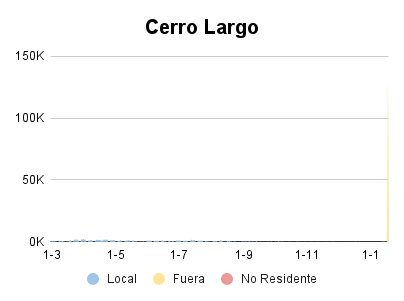 Cerro Largo
150K
100K
50K
0K
1-3 1-5 1-7 1-9 1-11 1-1
Local Fuera No Residente